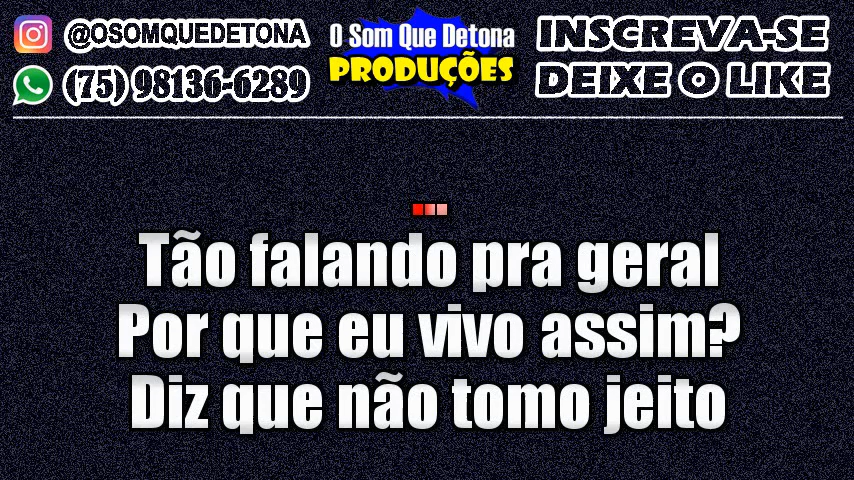 @OSOMQUEDETONA
(75) 98136-6289
O Som Que Detona
PRODUÇÕES
INSCREVA-SE
DEIXE O LIKE
Tão falando pra geral
Por que eu vivo assim?
Diz que não tomo jeito